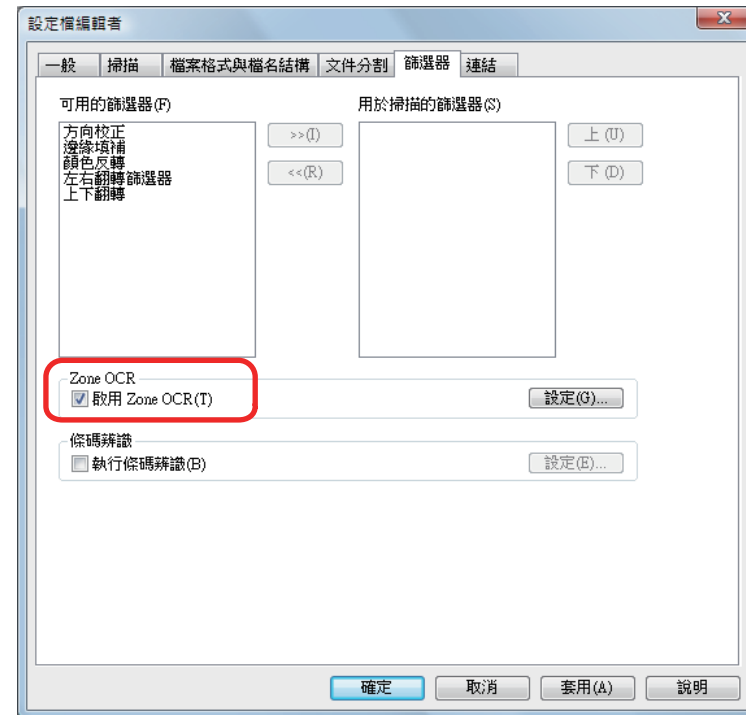 設定檔編輯者
一般 掃描 檔案格式與檔名結構 文件分割 篩選器 連結
可用的篩選器(F) 用於掃描的篩選器(S)
方向校正
邊緣填補
顏色反轉
左右翻轉篩選器
上下翻轉
>>(I)
<<(R)
上 (U)
下 (D)
Zone OCR
啟用 Zone OCR(T) 設定(G)...
條碼辨識
執行條碼辨識(B) 設定(E)...
確定 取消 套用(A) 說明